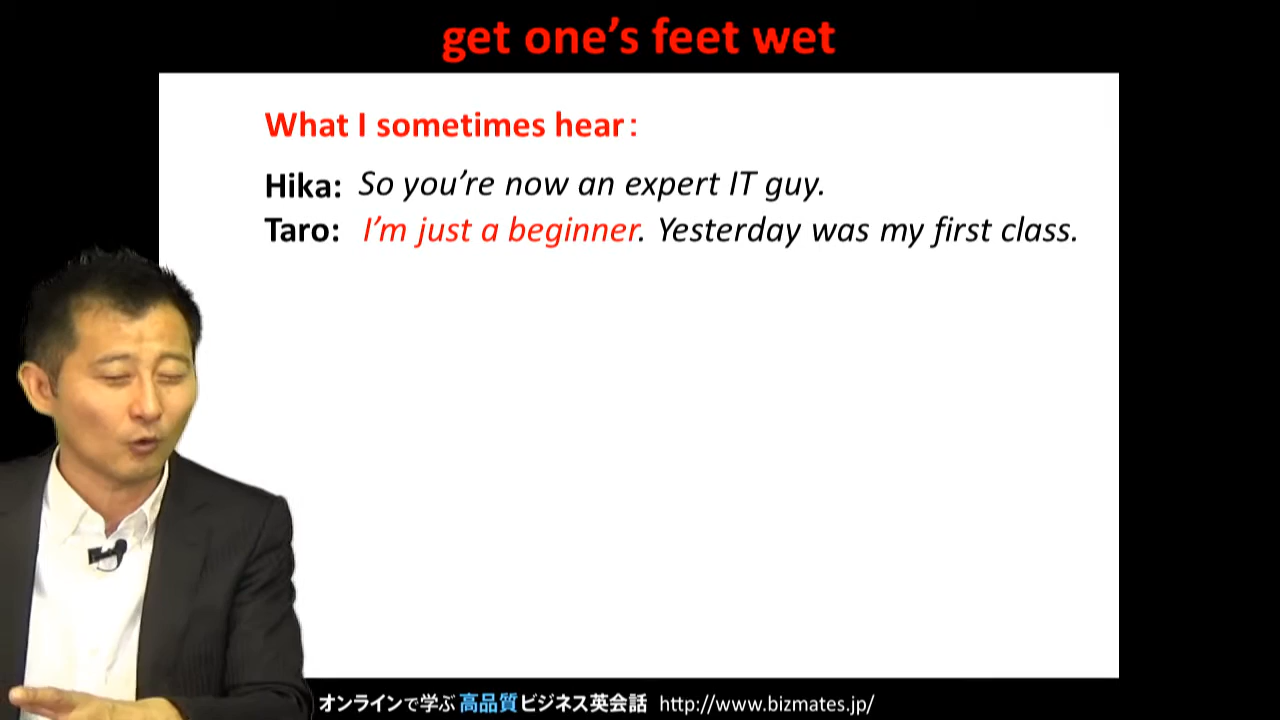 get one's feet wet
What I sometimes hear:
Hika: So you're now an expert IT guy.
Taro: I'm just a beginner. Yesterday was my first class.
オンラインで学ぶ 高品質 ビジネス英会話 http://www.bizmates.jp/